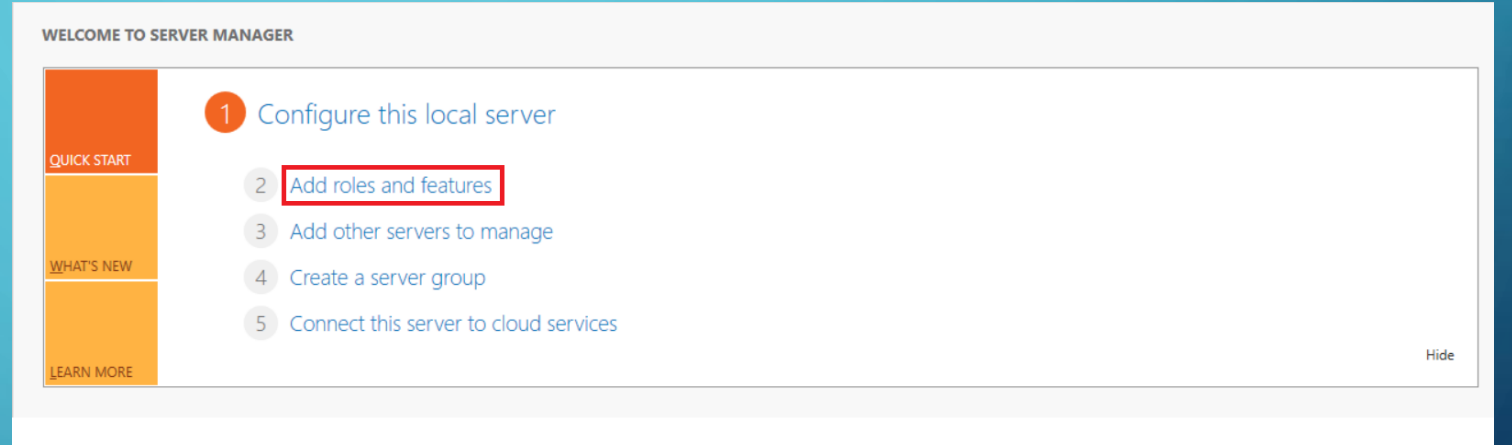 WELCOME TO SERVER MANAGER
QUICK START
WHAT'S NEW
LEARN MORE
1 Configure this local server
2 Add roles and features
3 Add other servers to manage
4 Create a server group
5 Connect this server to cloud services
Hide